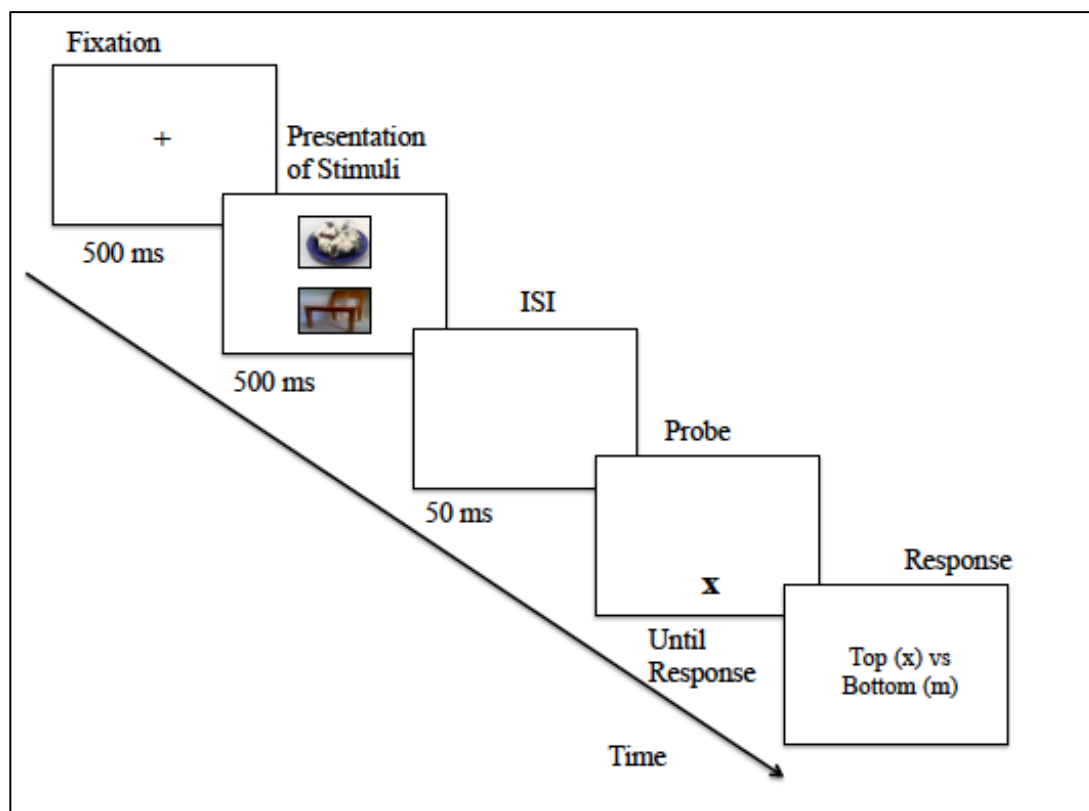 Fixation
+
Presentation
of Stimuli
500 ms
ISI
500 ms
Probe
50 ms
x
Response
Until
Response
Top (x) vs
Bottom (m)
Time